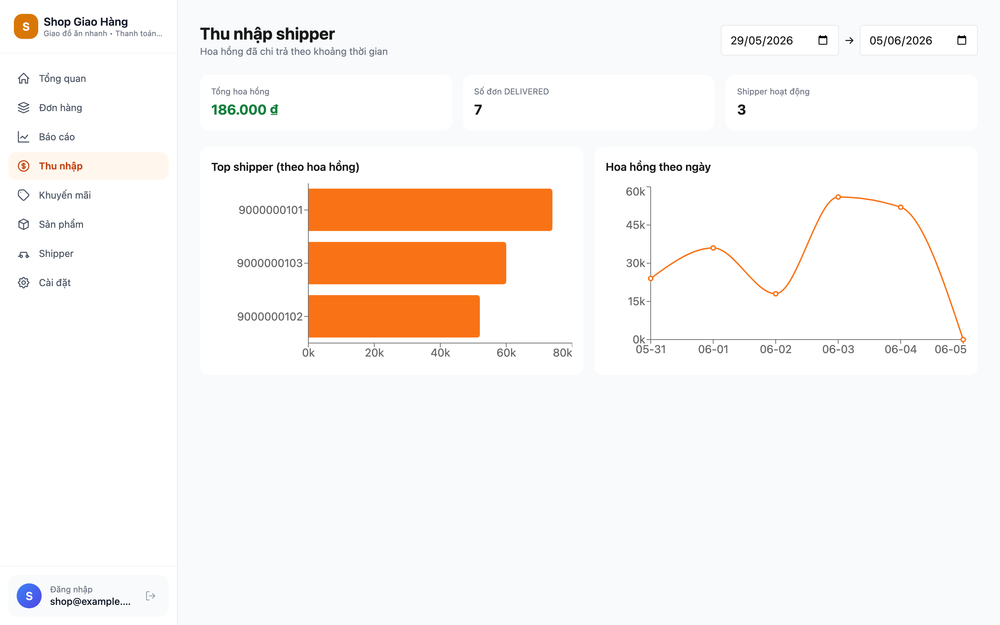 S
Shop Giao Hàng
Giao đồ ăn nhanh • Thanh toán...
Tổng quan
Đơn hàng
Báo cáo
Thu nhập
Khuyến mãi
Sản phẩm
Shipper
Cài đặt
S
Đăng nhập
shop@example....
Thu nhập shipper
Hoa hồng đã chi trả theo khoảng thời gian
29/05/2026 → 05/06/2026
Tổng hoa hồng
186.000 ₫
Số đơn DELIVERED
7
Shipper hoạt động
3
Top shipper (theo hoa hồng)
9000000101
9000000103
9000000102
0k 20k 40k 60k 80k
Hoa hồng theo ngày
60k
45k
30k
15k
0k
05-31 06-01 06-02 06-03 06-04 06-05